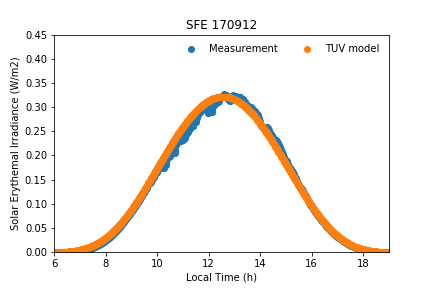 SFE 170912
Measurement
TUV model
Solar Erythemal Irradiance (W/m2)
0.45
0.40
0.35
0.30
0.25
0.20
0.15
0.10
0.05
0.00
6 8 10 12 14 16 18
Local Time (h)